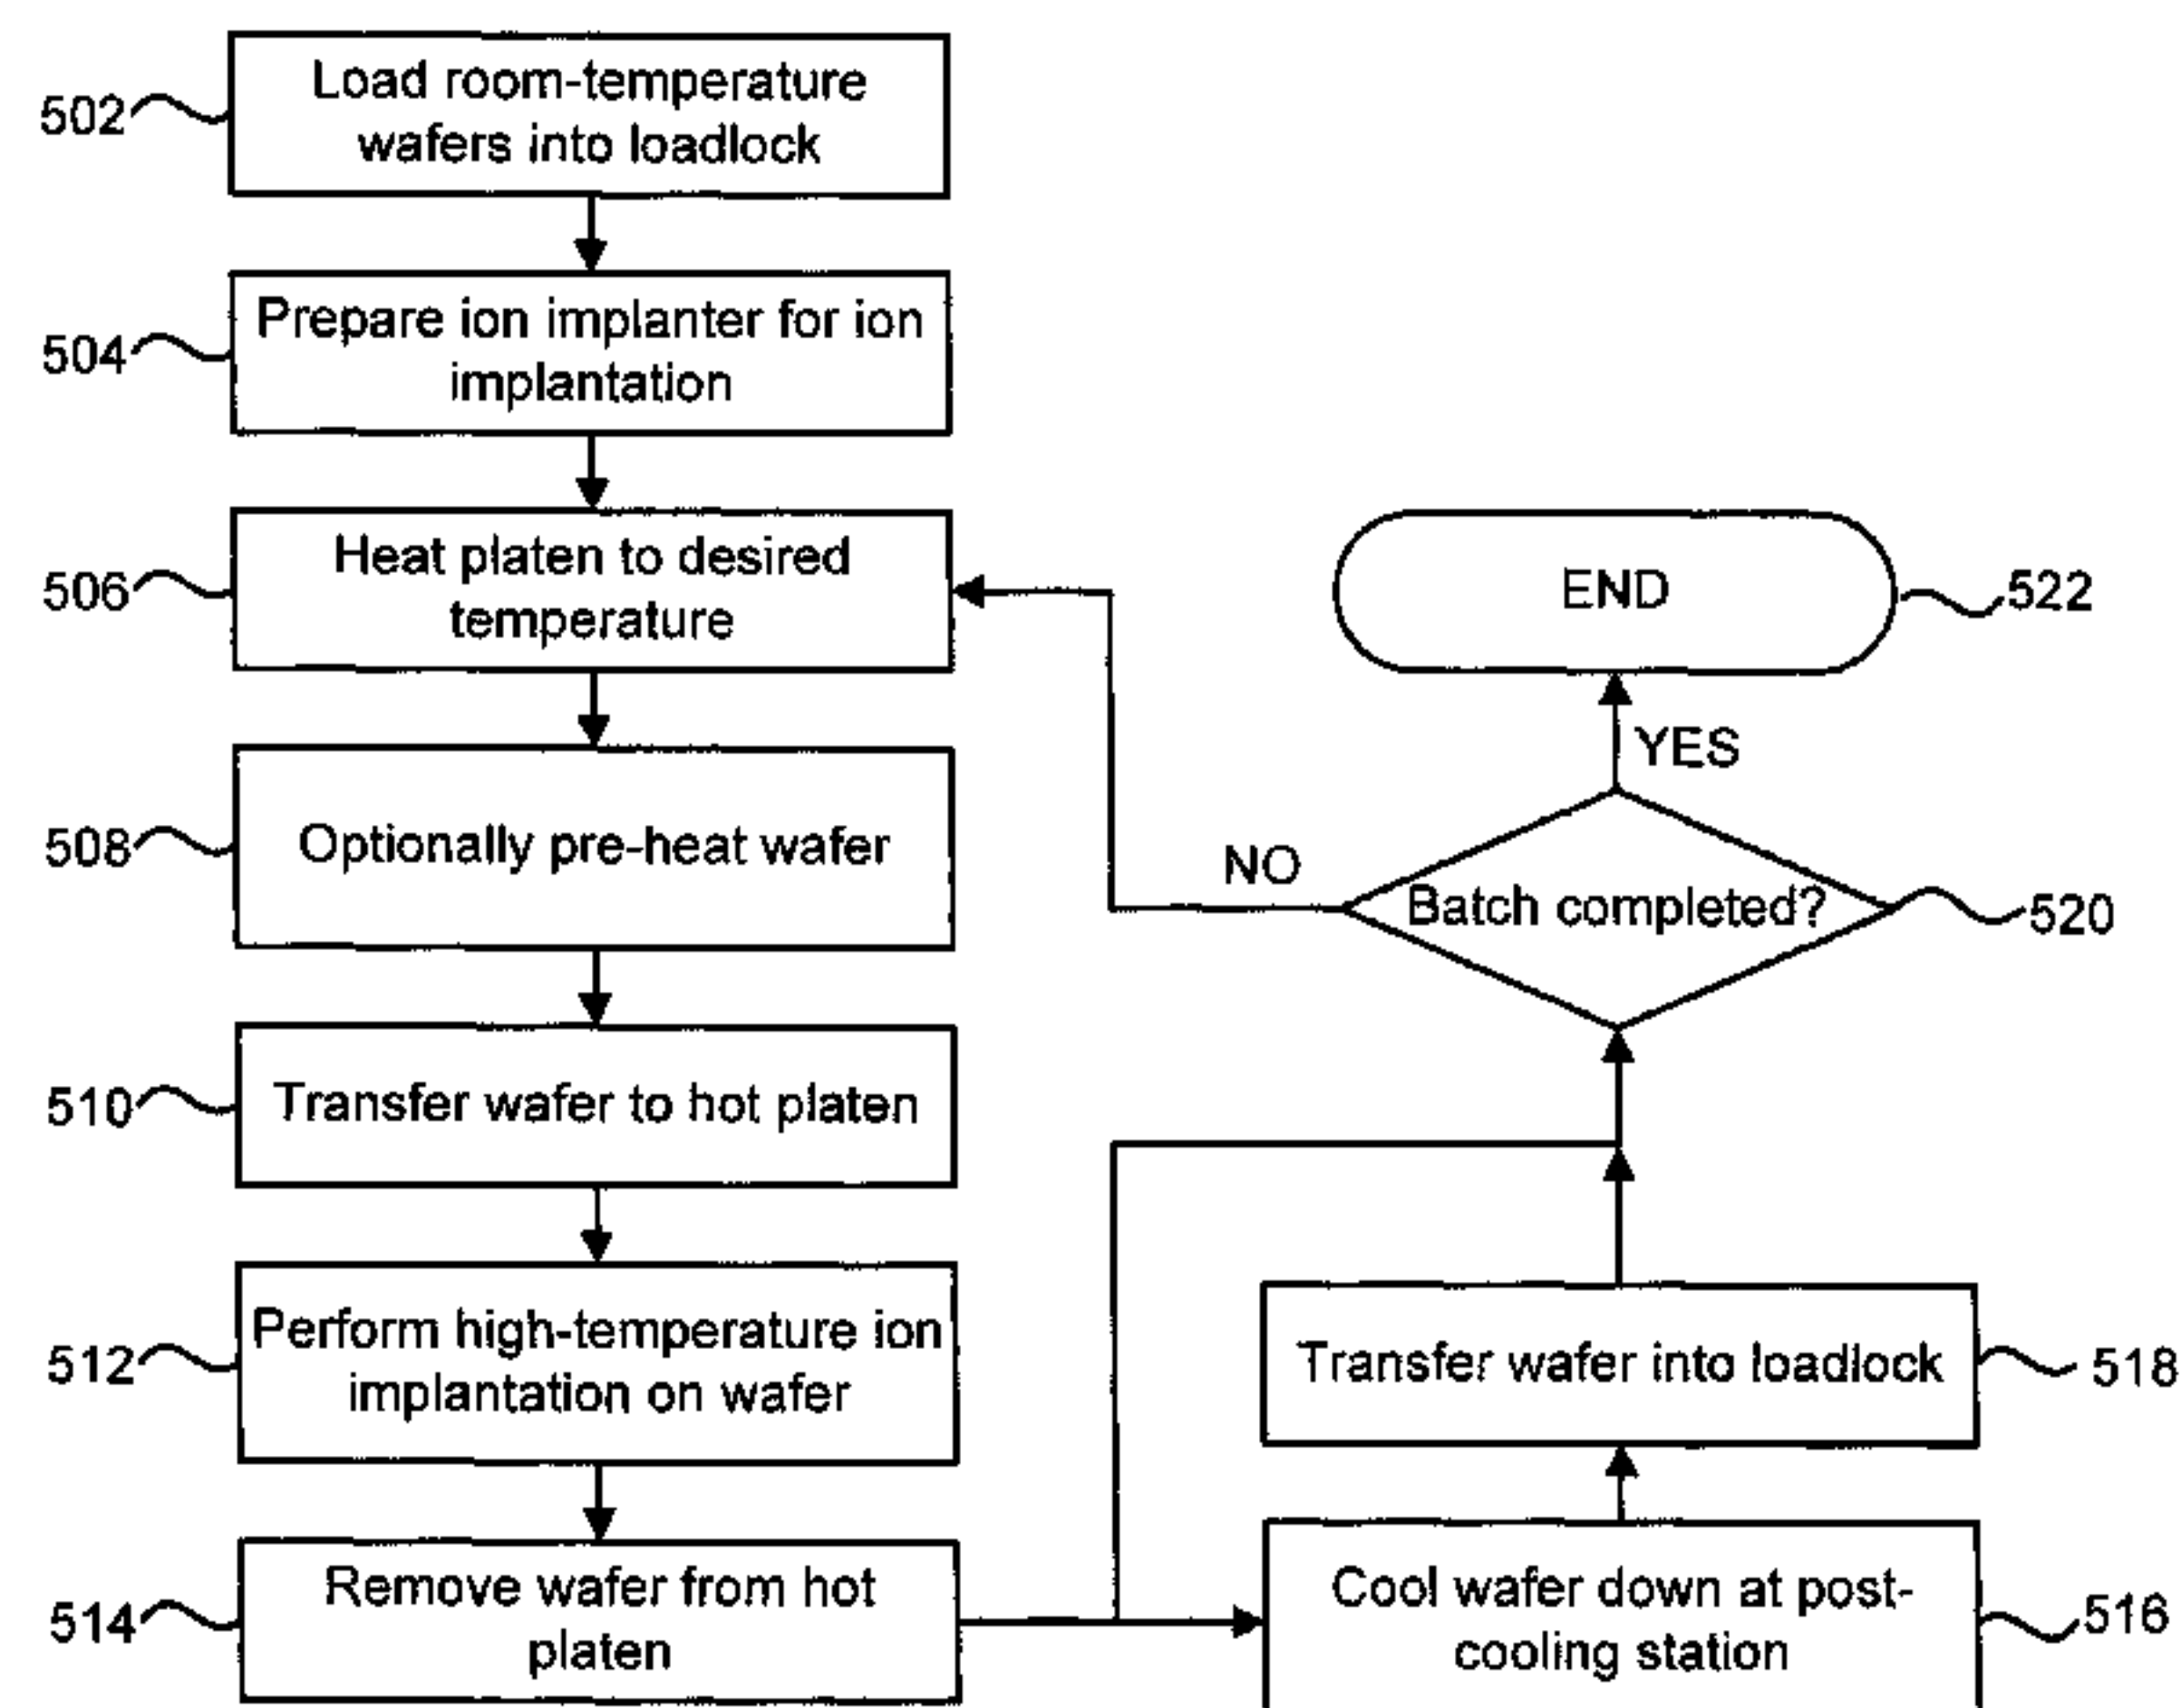 502
Load room-temperature
wafers into loadlock
504
Prepare ion implanter for ion
implantation
506
Heat platen to desired
temperature
END
522
YES
508
Optionally pre-heat wafer
NO
Batch completed?
520
510
Transfer wafer to hot platen
512
Perform high-temperature ion
implantation on wafer
Transfer wafer into loadlock
518
514
Remove wafer from hot
platen
Cool wafer down at post-
cooling station
516